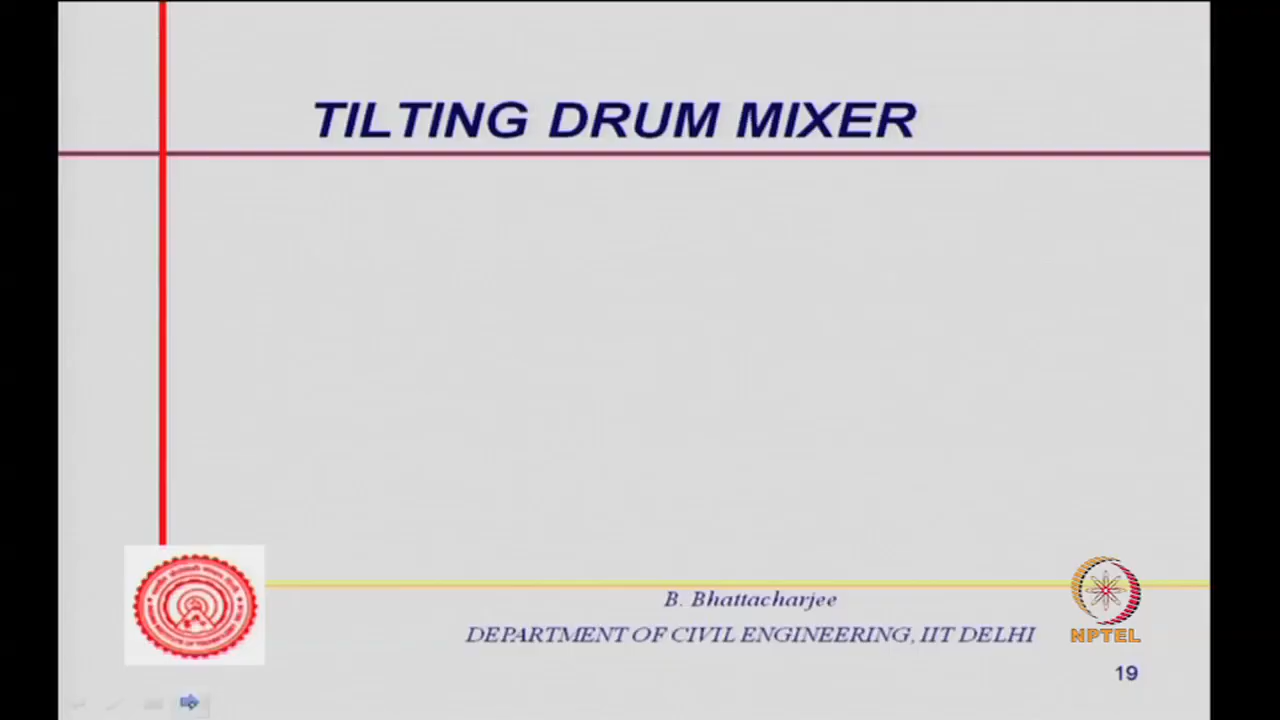 TILTING DRUM MIXER
B. Bhattacharjee
DEPARTMENT OF CIVIL ENGINEERING, IIT DELHI
NPTEL
19